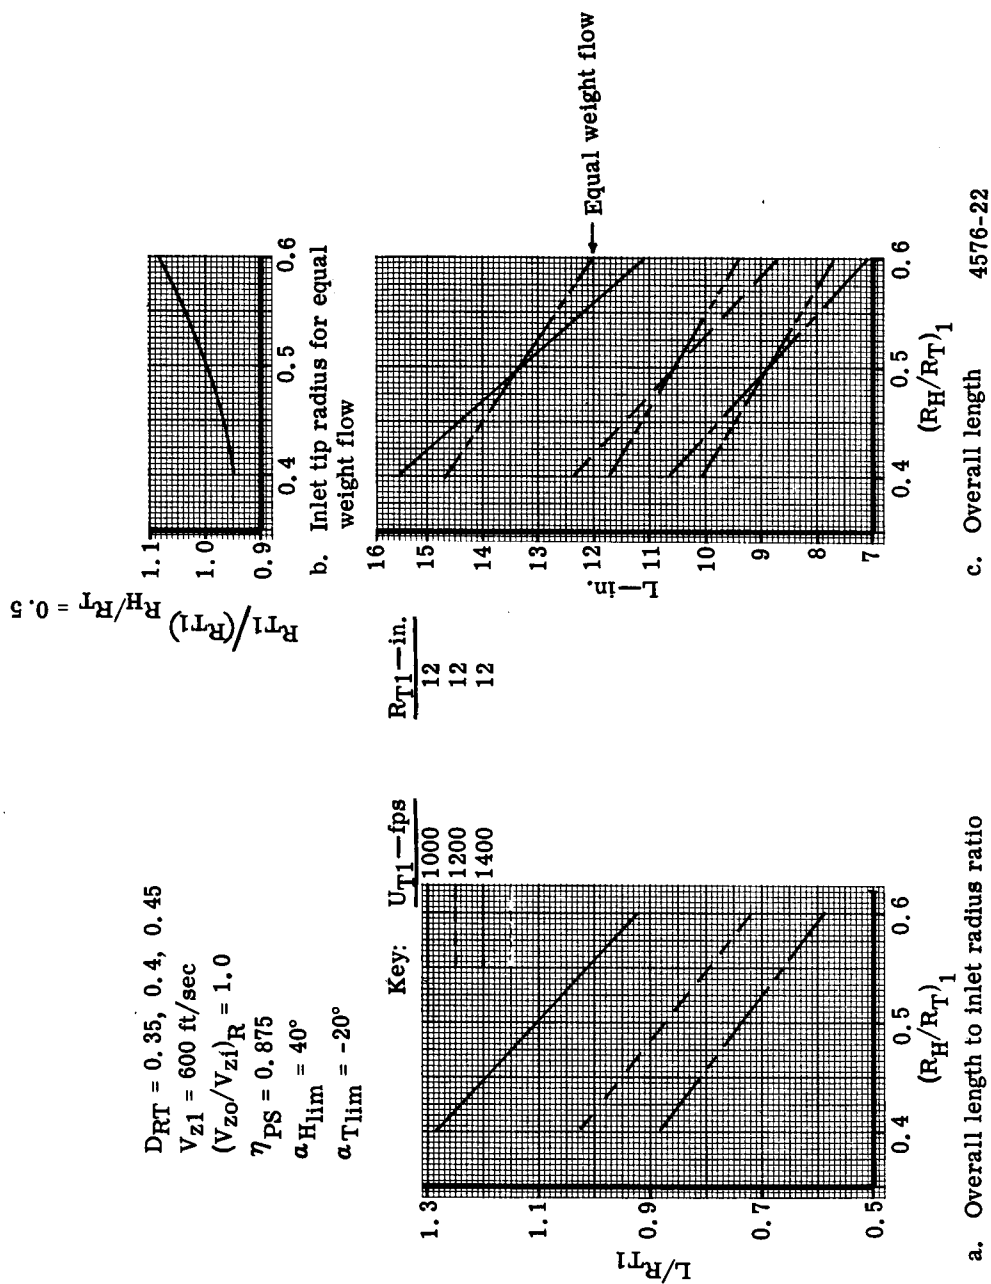 D_RT = 0.35, 0.4, 0.45
V_z1 = 600 ft/sec
(V_zo/V_zi)_R = 1.0
η_PS = 0.875
α_H_lim = 40°
α_T_lim = -20°
Key:
U_T1—fps
R_T1—in.
1000
12
1200
12
1400
12
L/R_T1
1.3
1.1
0.9
0.7
0.5
0.4
0.5
0.6
(R_H/R_T)_1
a. Overall length to inlet radius ratio
R_T1/(R_T1) R_H/R_T = 0.5
1.1
1.0
0.9
0.4
0.5
0.6
b. Inlet tip radius for equal
weight flow
L—in.
16
15
14
13
12
11
10
9
8
7
Equal weight flow
0.4
0.5
0.6
(R_H/R_T)_1
c. Overall length
4576-22